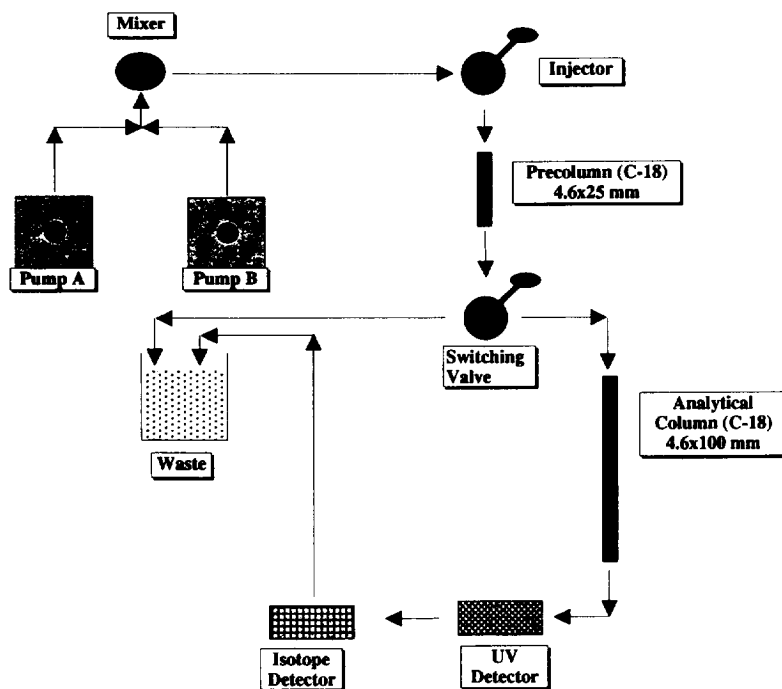 Mixer
Injector
Precolumn (C-18)
4.6x25 mm
Pump A
Pump B
Switching
Valve
Analytical
Column (C-18)
4.6x100 mm
Waste
Isotope
Detector
UV
Detector